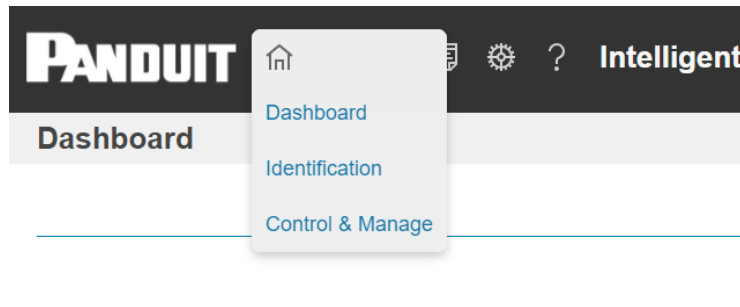 PANDUIT ? Intelligent
Dashboard
Dashboard
Identification
Control & Manage